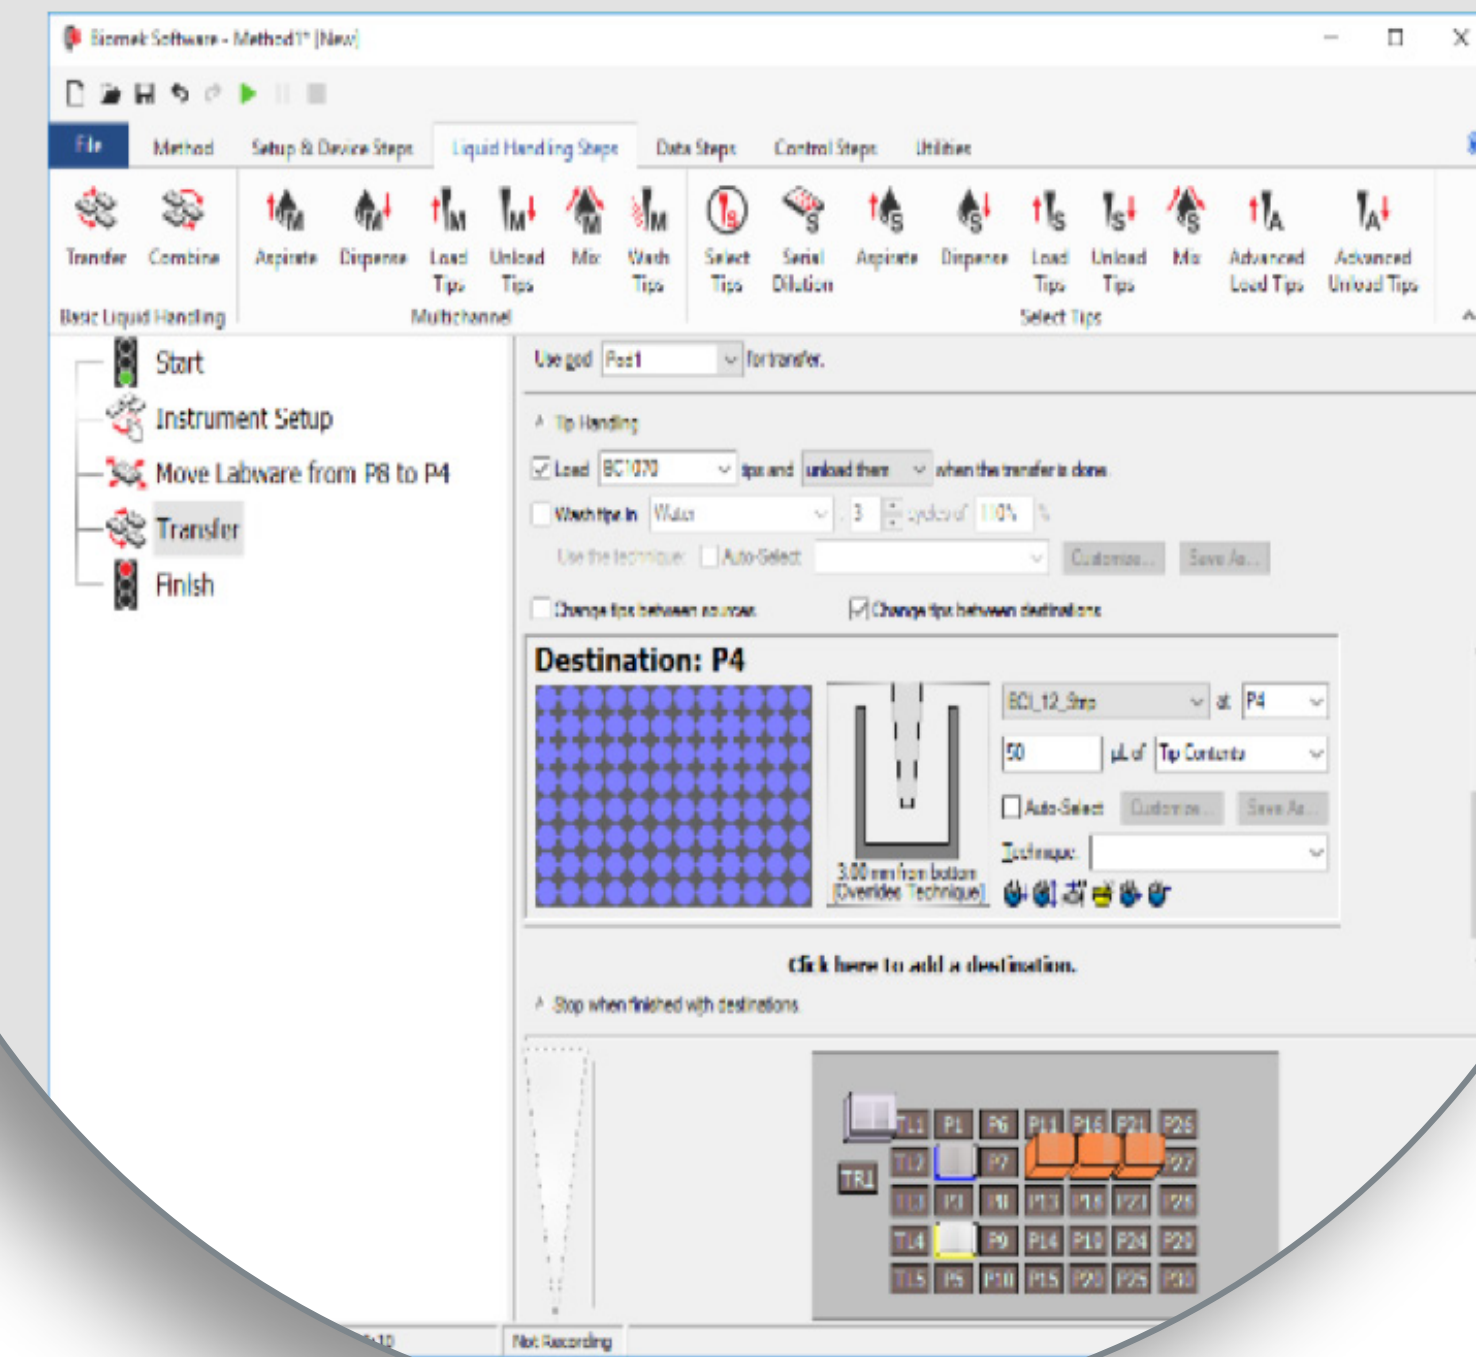 Biomek Software - Method1* [New]
File Method Setup & Device Steps Liquid Handling Steps Data Steps Control Steps Utilities
Transfer Combine Aspirate Dispense Load Tips Unload Tips Mix Wash Tips Select Tips Serial Dilution Aspirate Dispense Load Tips Unload Tips Mix Advanced Load Tips Advanced Unload Tips
Basic Liquid Handling Multichannel Select Tips
Start
Instrument Setup
Move Labware from P8 to P4
Transfer
Finish
Use pod Pod1 for transfer.
Tip Handling
Load BC1070 tips and unload them when the transfer is done.
Wash tips in Water , 3 cycles of 110% %
Use the technique: Auto-Select Customize... Save As...
Change tips between sources Change tips between destinations
Destination: P4
BCI_12_Strip at P4
50 µL of Tip Contents
Auto-Select Customize... Save As...
Technique:
3.00 mm from bottom
[Overrides Technique]
Click here to add a destination.
Stop when finished with destinations.
TL1 P1 P6 P11 P16 P21 P26
TL2 P7 P27
TR1
TL3 P3 P8 P13 P18 P23 P28
TL4 P9 P14 P19 P24 P29
TL5 P5 P10 P15 P20 P25 P30
Not Recording